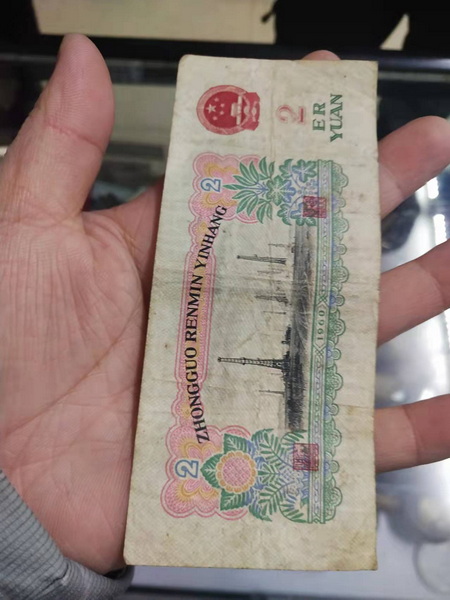 2
ER
YUAN
ZHONGGUO RENMIN YINHANG
2
2
1960